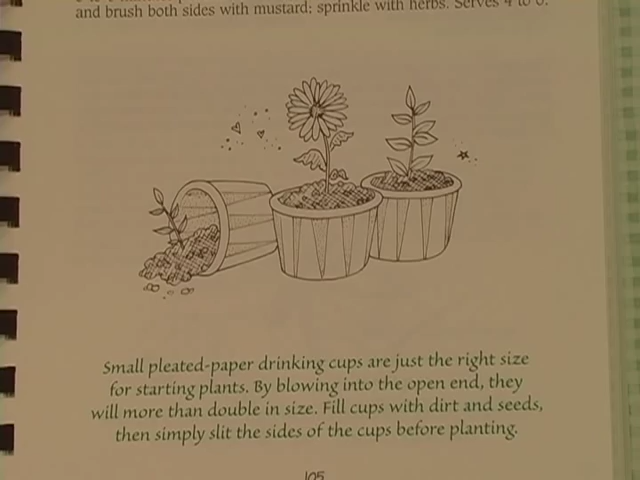 and brush both sides with mustard; sprinkle with herbs. Serves 4 to 6.
Small pleated-paper drinking cups are just the right size
for starting plants. By blowing into the open end, they
will more than double in size. Fill cups with dirt and seeds,
then simply slit the sides of the cups before planting.
105